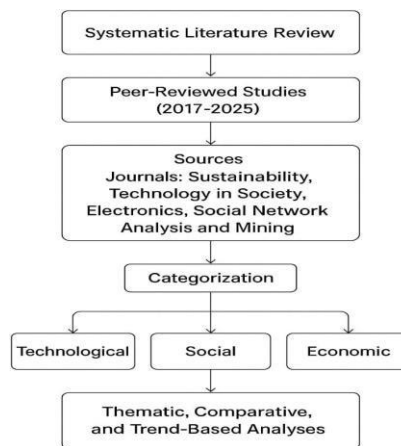 Systematic Literature Review
Peer-Reviewed Studies
(2017-2025)
Sources
Journals: Sustainability,
Technology in Society,
Electronics, Social Network
Analysis and Mining
Categorization
Technological
Social
Economic
Thematic, Comparative,
and Trend-Based Analyses